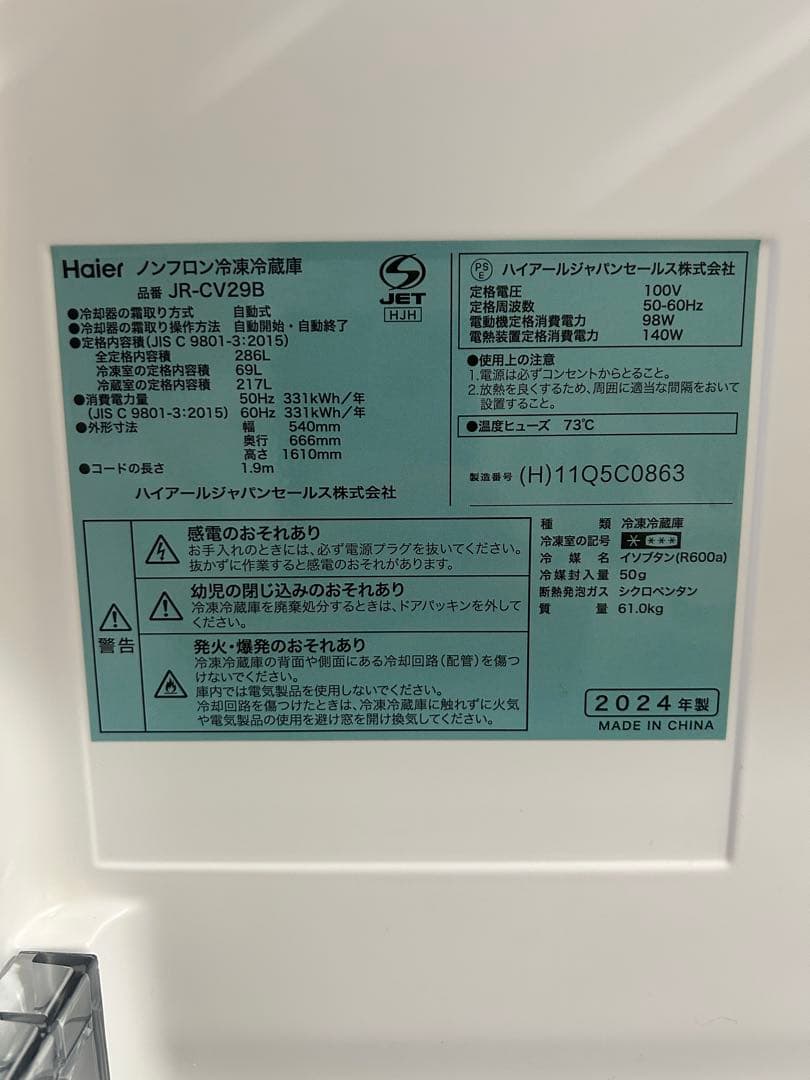 Haier ノンフロン冷凍冷蔵庫
品番 JR-CV29B
JET
HJH
●冷却器の霜取り方式 自動式
●冷却器の霜取り操作方法 自動開始・自動終了
●定格内容積(JIS C 9801-3:2015)
全定格内容積 286L
冷凍室の定格内容積 69L
冷蔵室の定格内容積 217L
●消費電力量 50Hz 331kWh/年
(JIS C 9801-3:2015) 60Hz 331kWh/年
●外形寸法 幅 540mm
奥行 666mm
高さ 1610mm
●コードの長さ 1.9m
ハイアールジャパンセールス株式会社
PSE ハイアールジャパンセールス株式会社
定格電圧 100V
定格周波数 50-60Hz
電動機定格消費電力 98W
電熱装置定格消費電力 140W
●使用上の注意
1.電源は必ずコンセントからとること。
2.放熱を良くするため、周囲に適当な間隔をおいて
設置すること。
●温度ヒューズ 73℃
製造番号 (H)11Q5C0863
警告
感電のおそれあり
お手入れのときには、必ず電源プラグを抜いてください。
抜かずに作業すると感電のおそれがあります。
幼児の閉じ込みのおそれあり
冷凍冷蔵庫を廃棄処分するときは、ドアパッキンを外して
ください。
発火・爆発のおそれあり
冷凍冷蔵庫の背面や側面にある冷却回路(配管)を傷つ
けないでください。
庫内では電気製品を使用しないでください。
冷却回路を傷つけたときは、冷凍冷蔵庫に触れずに火気
や電気製品の使用を避け窓を開け換気してください。
種類 冷凍冷蔵庫
冷凍室の記号 * ***
冷媒 イソブタン(R600a)
冷媒封入量 50g
断熱発泡ガス シクロペンタン
質量 61.0kg
2024年製
MADE IN CHINA